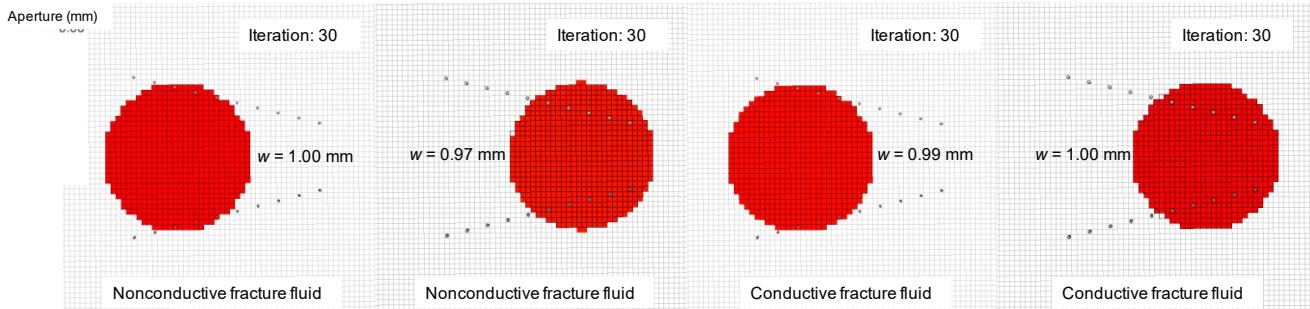 Aperture (mm)
Iteration: 30
Iteration: 30
Iteration: 30
Iteration: 30
w = 1.00 mm
w = 0.97 mm
w = 0.99 mm
w = 1.00 mm
Nonconductive fracture fluid
Nonconductive fracture fluid
Conductive fracture fluid
Conductive fracture fluid